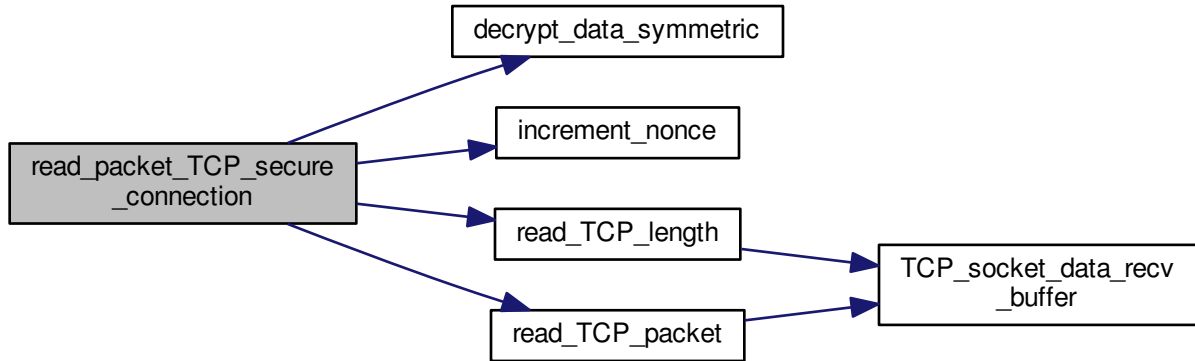 decrypt_data_symmetric
increment_nonce
read_packet_TCP_secure
_connection
read_TCP_length
TCP_socket_data_recv
_buffer
read_TCP_packet